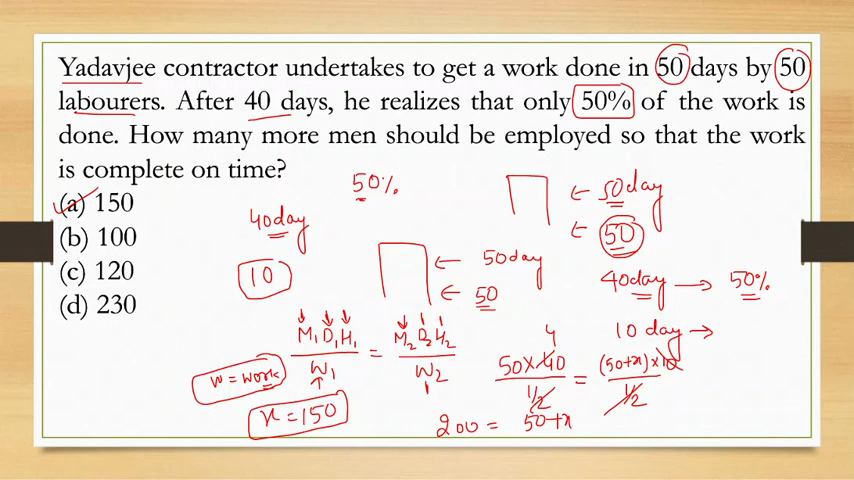 Yadavjee contractor undertakes to get a work done in 50 days by 50
labourers. After 40 days, he realizes that only 50% of the work is
done. How many more men should be employed so that the work
is complete on time?
(a) 150
(b) 100
(c) 120
(d) 230
50%
50day
50
40day
10
50day
50
40day → 50%
10 day →
M₁D₁H₁ / W₁ = M₂D₂H₂ / W₂
w=work
x=150
4
50×40 / 1/2 = (50+x)×10 / 1/2
200 = 50+x